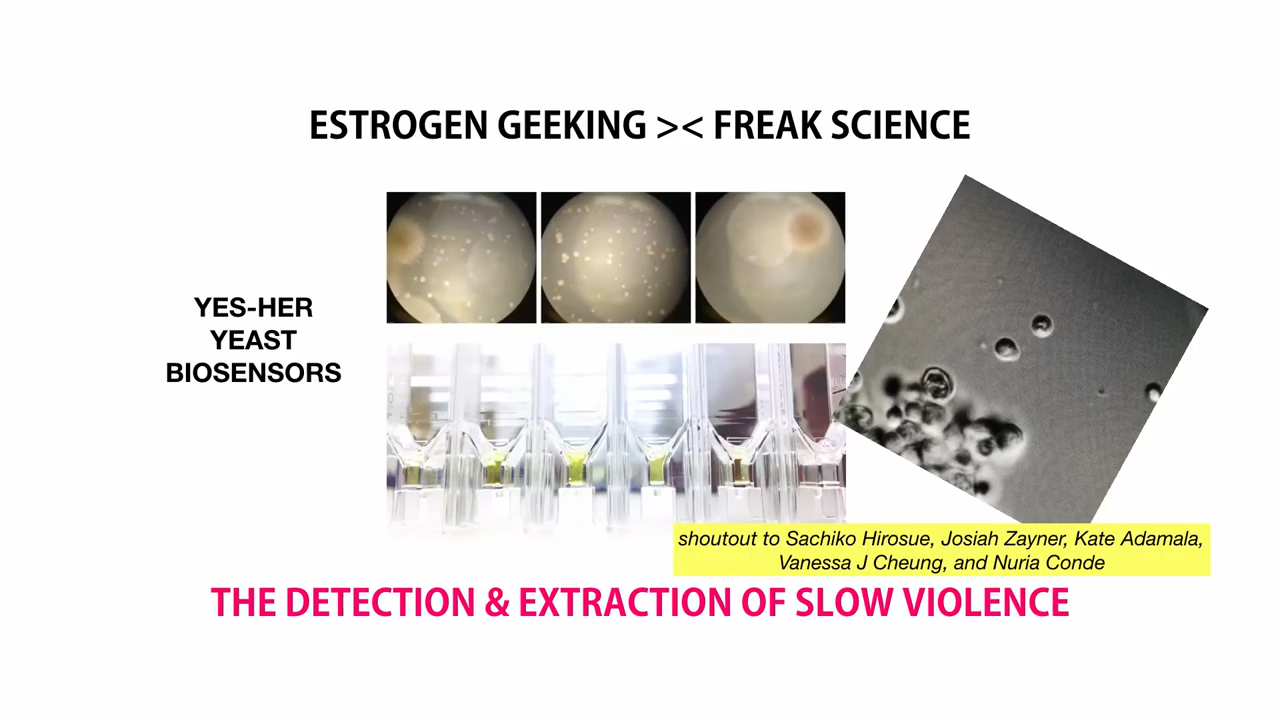 ESTROGEN GEEKING >< FREAK SCIENCE
YES-HER
YEAST
BIOSENSORS
shoutout to Sachiko Hirosue, Josiah Zayner, Kate Adamala,
Vanessa J Cheung, and Nuria Conde
THE DETECTION & EXTRACTION OF SLOW VIOLENCE